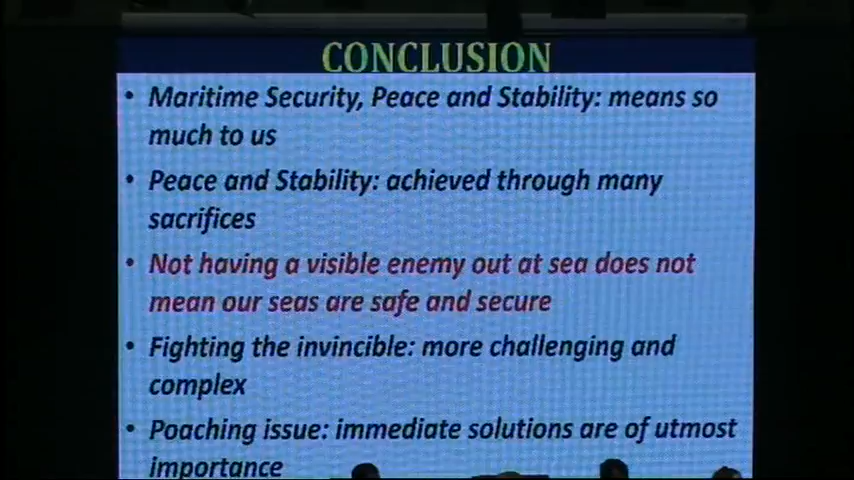 CONCLUSION
• Maritime Security, Peace and Stability: means so
much to us
• Peace and Stability: achieved through many
sacrifices
• Not having a visible enemy out at sea does not
mean our seas are safe and secure
• Fighting the invincible: more challenging and
complex
• Poaching issue: immediate solutions are of utmost
importance